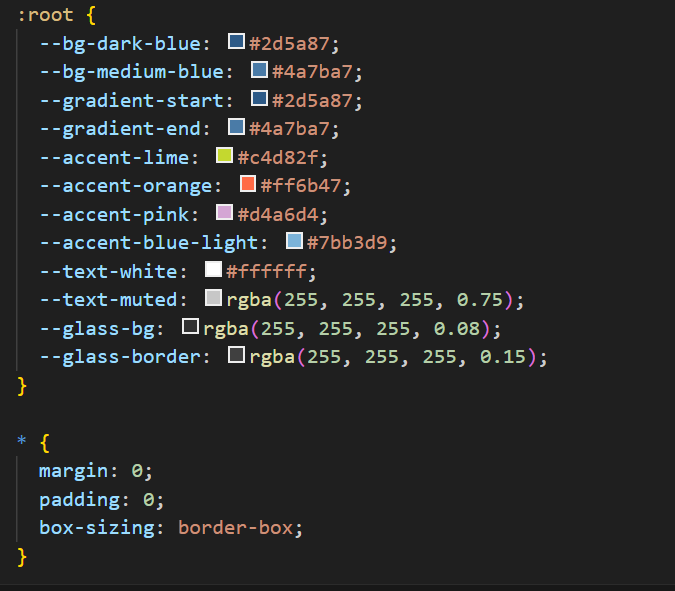 :root {
--bg-dark-blue: #2d5a87;
--bg-medium-blue: #4a7ba7;
--gradient-start: #2d5a87;
--gradient-end: #4a7ba7;
--accent-lime: #c4d82f;
--accent-orange: #ff6b47;
--accent-pink: #d4a6d4;
--accent-blue-light: #7bb3d9;
--text-white: #ffffff;
--text-muted: rgba(255, 255, 255, 0.75);
--glass-bg: rgba(255, 255, 255, 0.08);
--glass-border: rgba(255, 255, 255, 0.15);
}
* {
margin: 0;
padding: 0;
box-sizing: border-box;
}